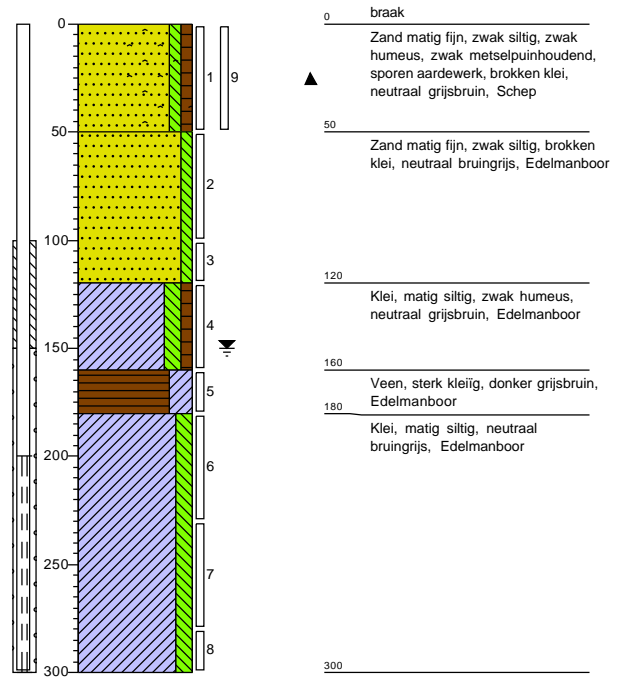 0
50
100
150
200
250
300
1
9
2
3
4
5
6
7
8
0
braak
Zand matig fijn, zwak siltig, zwak
humeus, zwak metselpuinhoudend,
sporen aardewerk, brokken klei,
neutraal grijsbruin, Schep
50
Zand matig fijn, zwak siltig, brokken
klei, neutraal bruingrijs, Edelmanboor
120
Klei, matig siltig, zwak humeus,
neutraal grijsbruin, Edelmanboor
160
Veen, sterk kleiïg, donker grijsbruin,
Edelmanboor
180
Klei, matig siltig, neutraal
bruingrijs, Edelmanboor
300